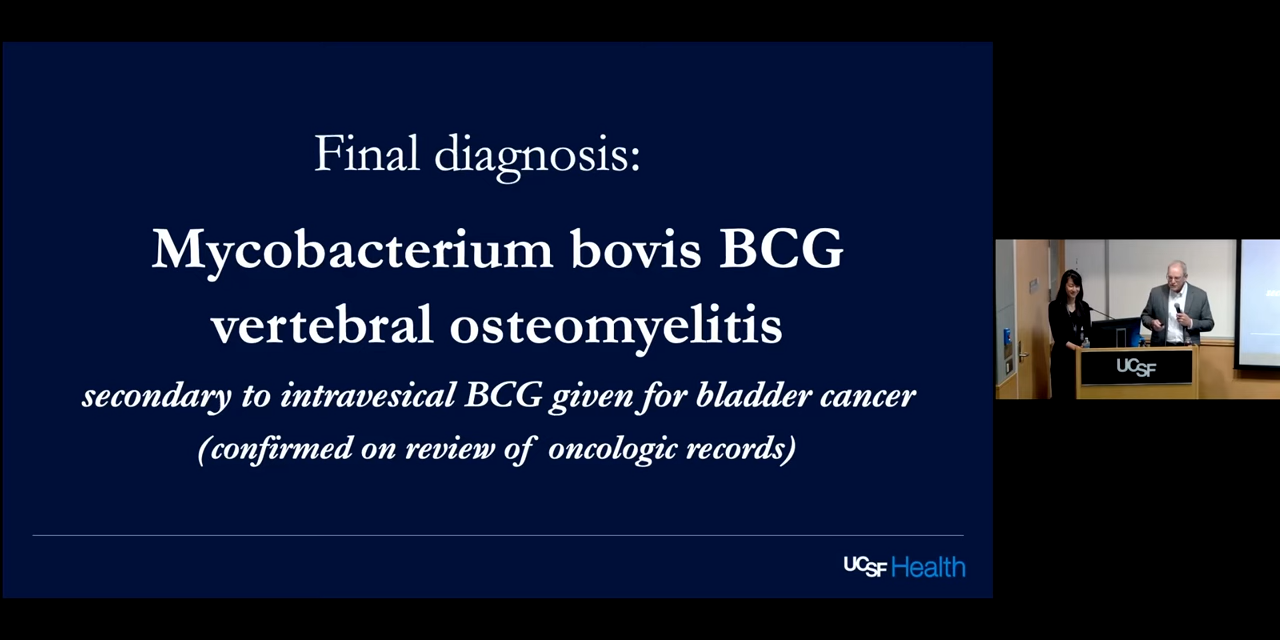 Final diagnosis:
Mycobacterium bovis BCG
vertebral osteomyelitis
secondary to intravesical BCG given for bladder cancer
(confirmed on review of oncologic records)
UCSF Health
UCSF